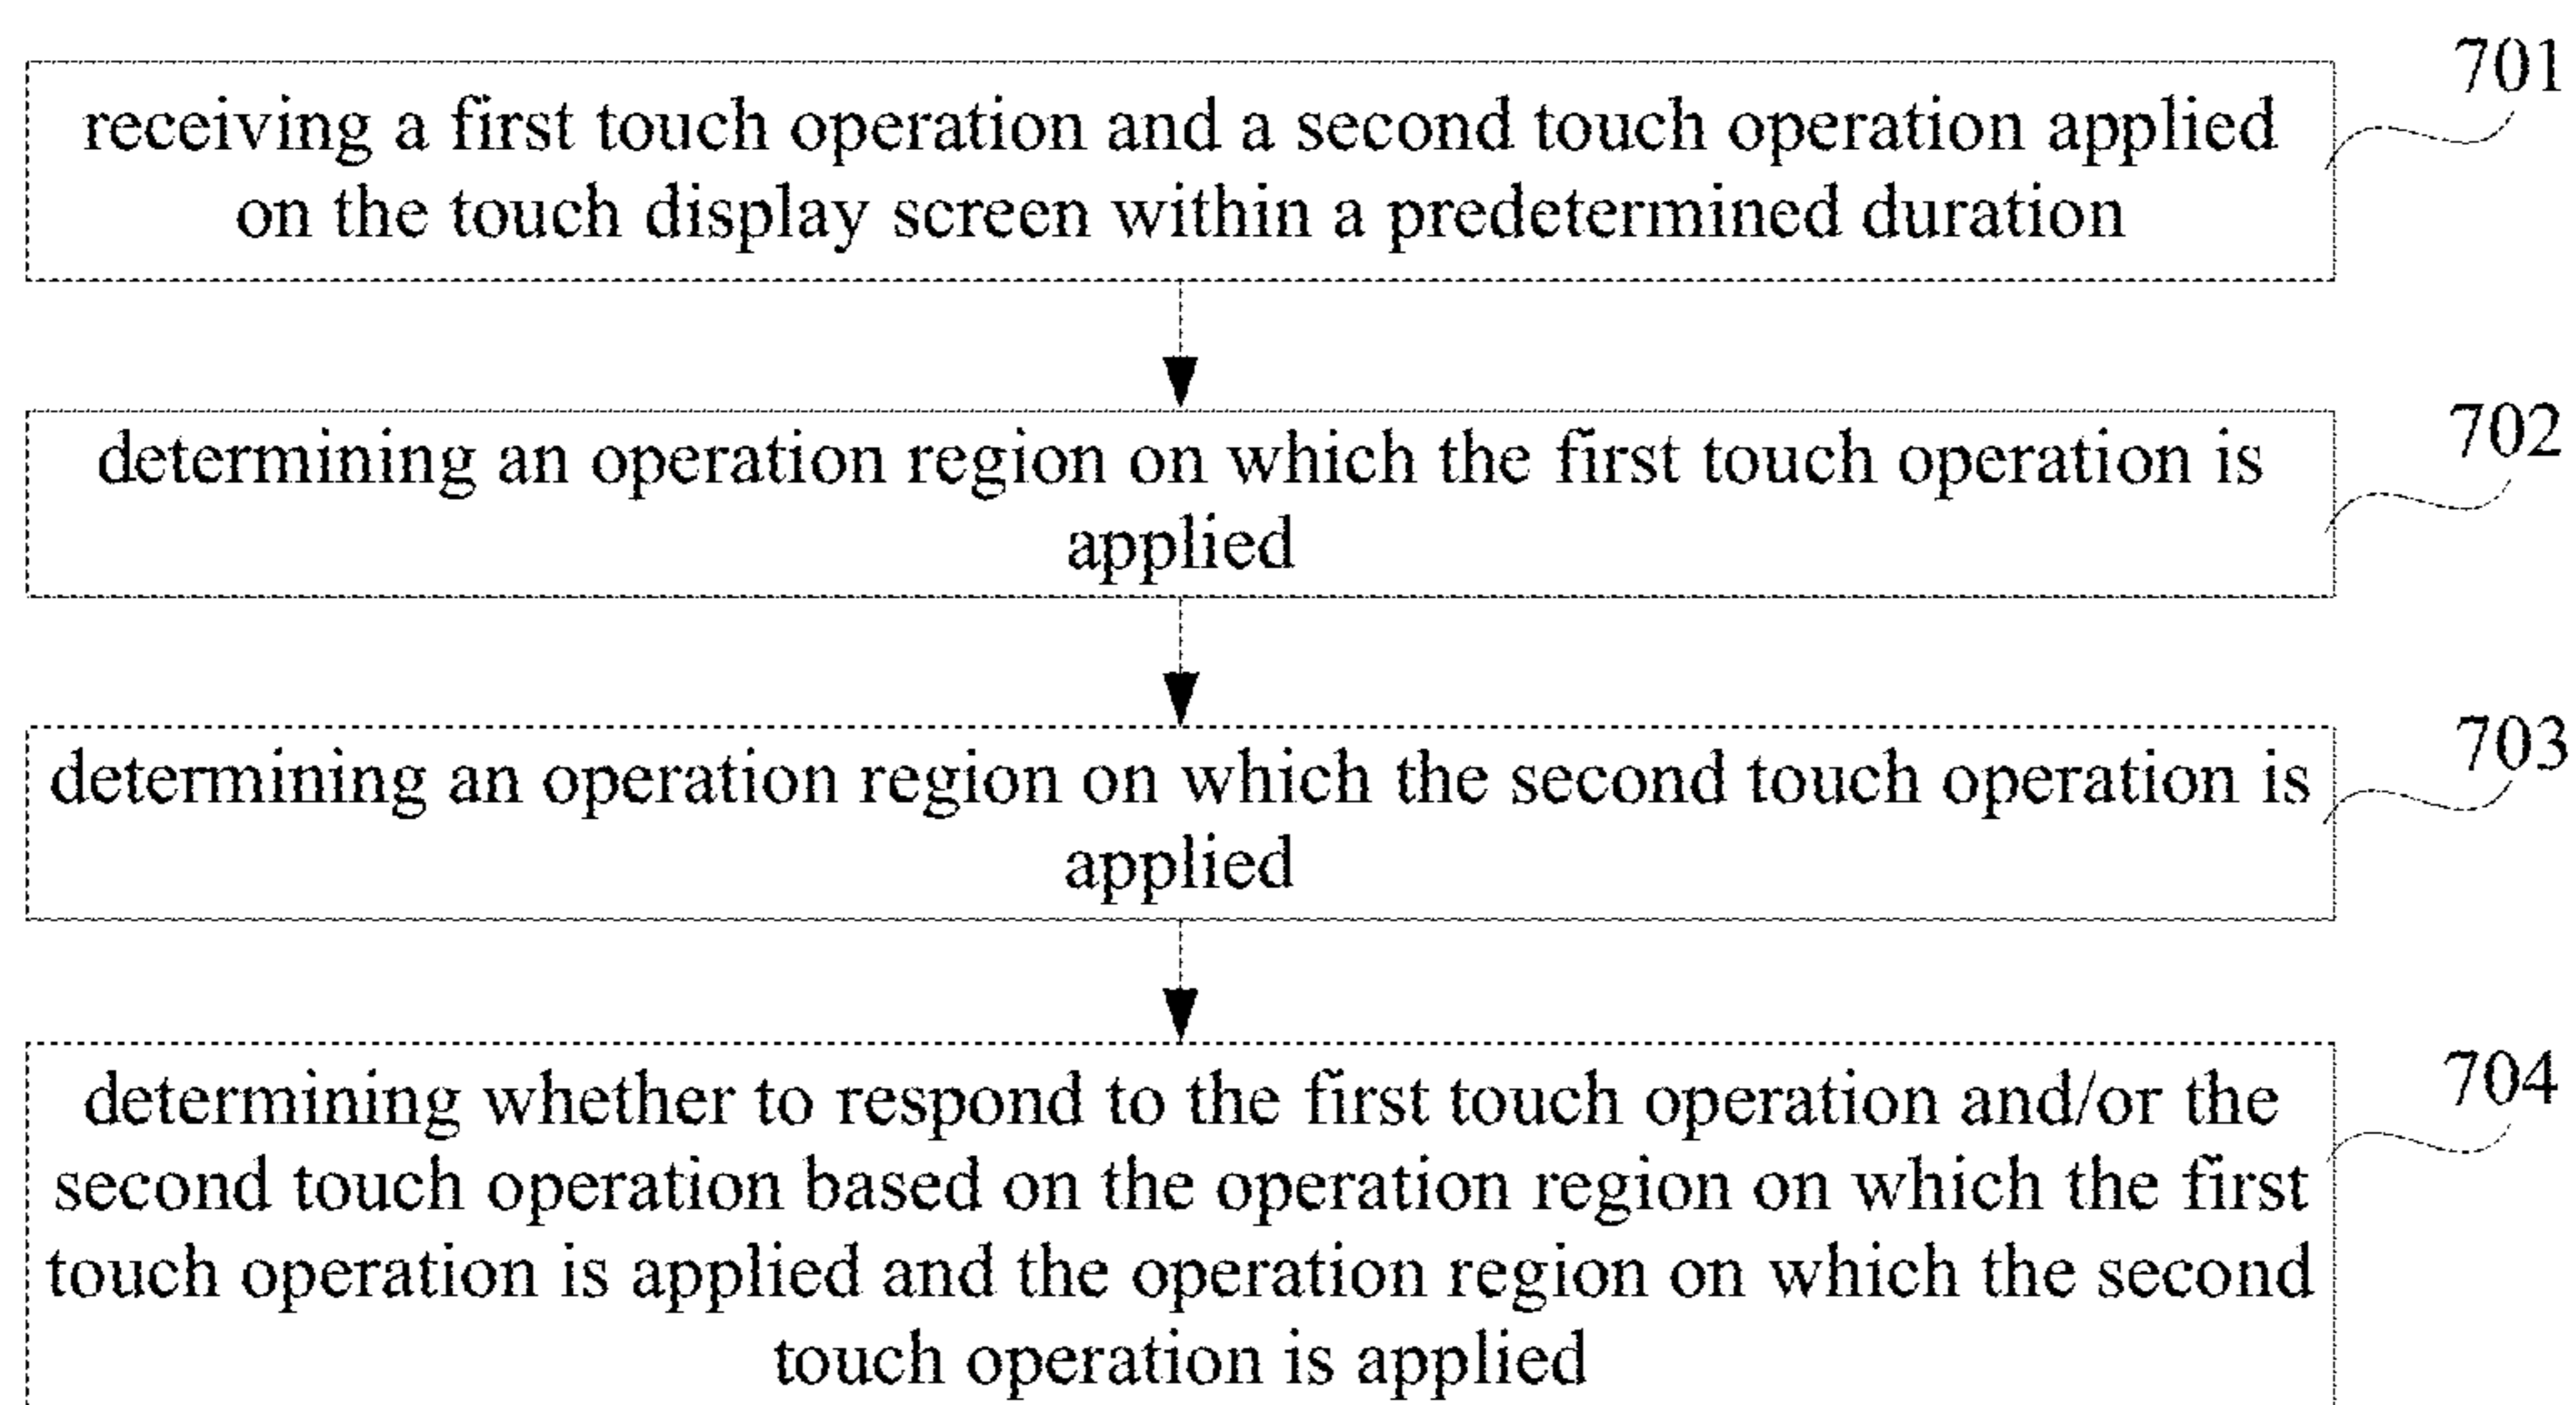 701
receiving a first touch operation and a second touch operation applied
on the touch display screen within a predetermined duration
702
determining an operation region on which the first touch operation is
applied
703
determining an operation region on which the second touch operation is
applied
704
determining whether to respond to the first touch operation and/or the
second touch operation based on the operation region on which the first
touch operation is applied and the operation region on which the second
touch operation is applied